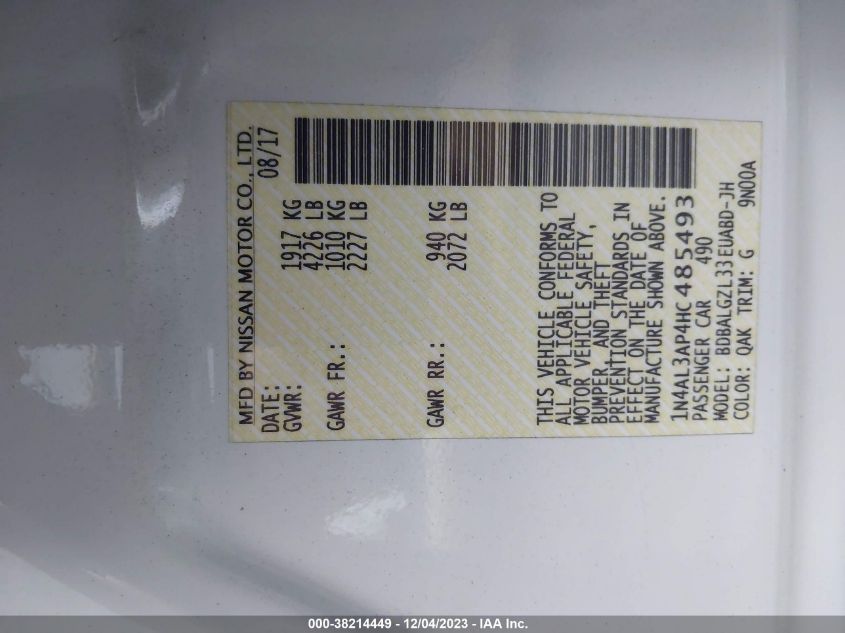 MFD BY NISSAN MOTOR CO., LTD.
DATE: 08/17
GVWR: 1917 KG
4226 LB
GAWR FR.: 1010 KG
2227 LB
GAWR RR.: 940 KG
2072 LB
THIS VEHICLE CONFORMS TO
ALL APPLICABLE FEDERAL
MOTOR VEHICLE SAFETY,
BUMPER, AND THEFT
PREVENTION STANDARDS IN
EFFECT ON THE DATE OF
MANUFACTURE SHOWN ABOVE.
1N4AL3AP4HC485493
PASSENGER CAR 490
MODEL: BDBALGZL33EUABD-JH
COLOR: QAK TRIM: G 9N00A
000-38214449 - 12/04/2023 - IAA Inc.